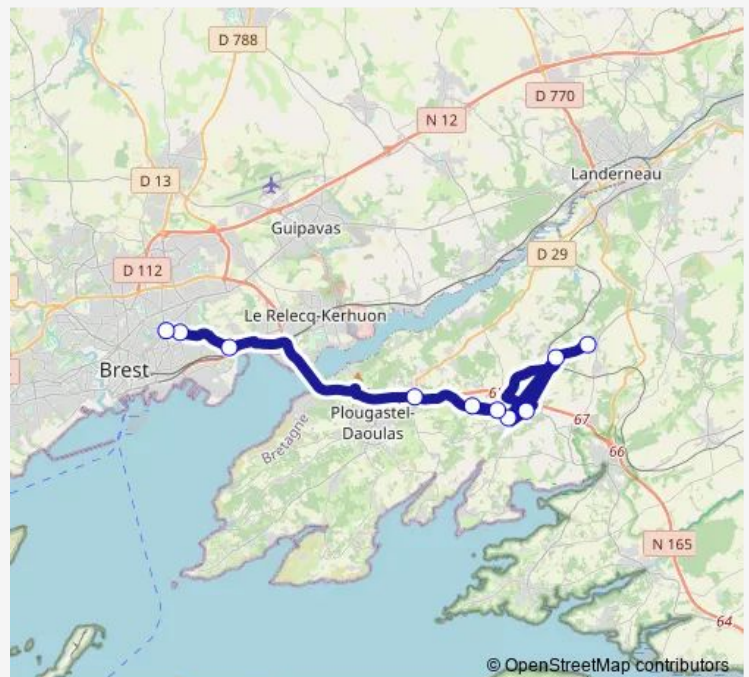 D 788
D 770
N 12
Landerneau
D 13
Guipavas
D 29
D 112
Le Relecq-Kerhuon
Brest
Plougastel-
Daoulas
67
66
Bretagne
N 165
64
© OpenStreetMap contributors